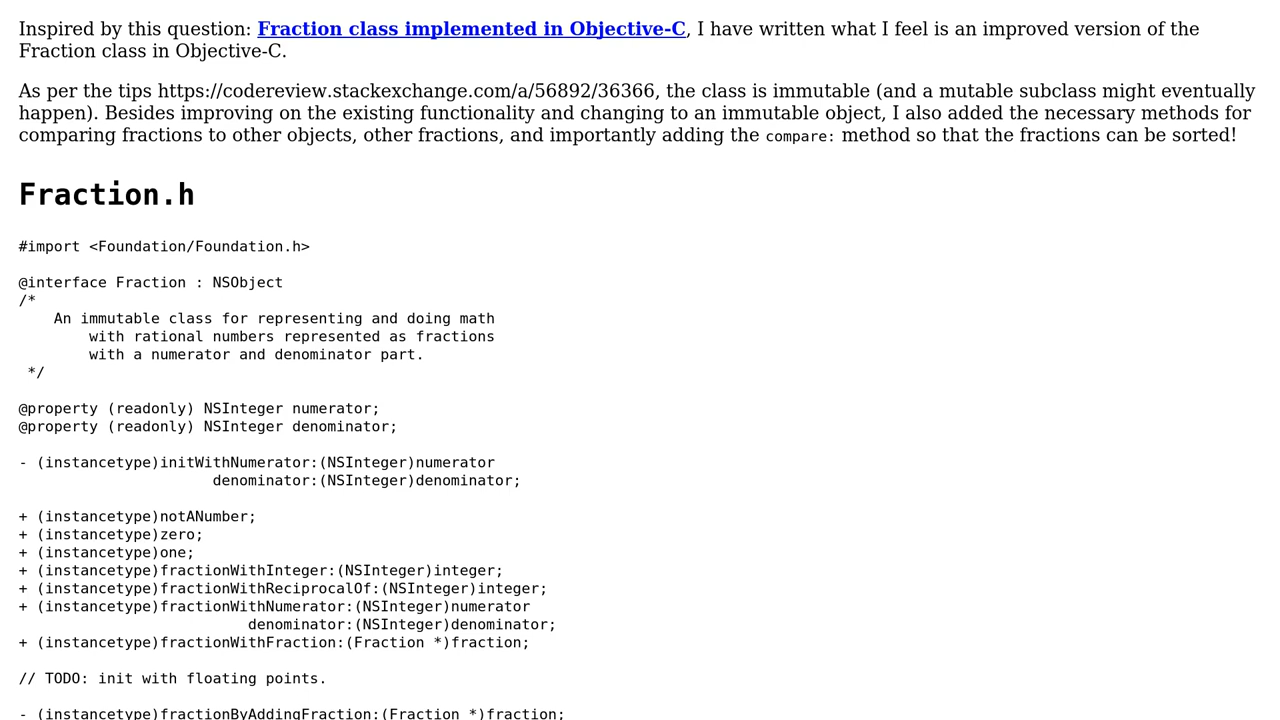 Inspired by this question: Fraction class implemented in Objective-C, I have written what I feel is an improved version of the
Fraction class in Objective-C.
As per the tips https://codereview.stackexchange.com/a/56892/36366, the class is immutable (and a mutable subclass might eventually
happen). Besides improving on the existing functionality and changing to an immutable object, I also added the necessary methods for
comparing fractions to other objects, other fractions, and importantly adding the compare: method so that the fractions can be sorted!
Fraction.h
#import <Foundation/Foundation.h>
@interface Fraction : NSObject
/*
    An immutable class for representing and doing math
        with rational numbers represented as fractions
        with a numerator and denominator part.
 */
@property (readonly) NSInteger numerator;
@property (readonly) NSInteger denominator;
- (instancetype)initWithNumerator:(NSInteger)numerator
                      denominator:(NSInteger)denominator;
+ (instancetype)notANumber;
+ (instancetype)zero;
+ (instancetype)one;
+ (instancetype)fractionWithInteger:(NSInteger)integer;
+ (instancetype)fractionWithReciprocalOf:(NSInteger)integer;
+ (instancetype)fractionWithNumerator:(NSInteger)numerator
                          denominator:(NSInteger)denominator;
+ (instancetype)fractionWithFraction:(Fraction *)fraction;
// TODO: init with floating points.
- (instancetype)fractionByAddingFraction:(Fraction *)fraction;